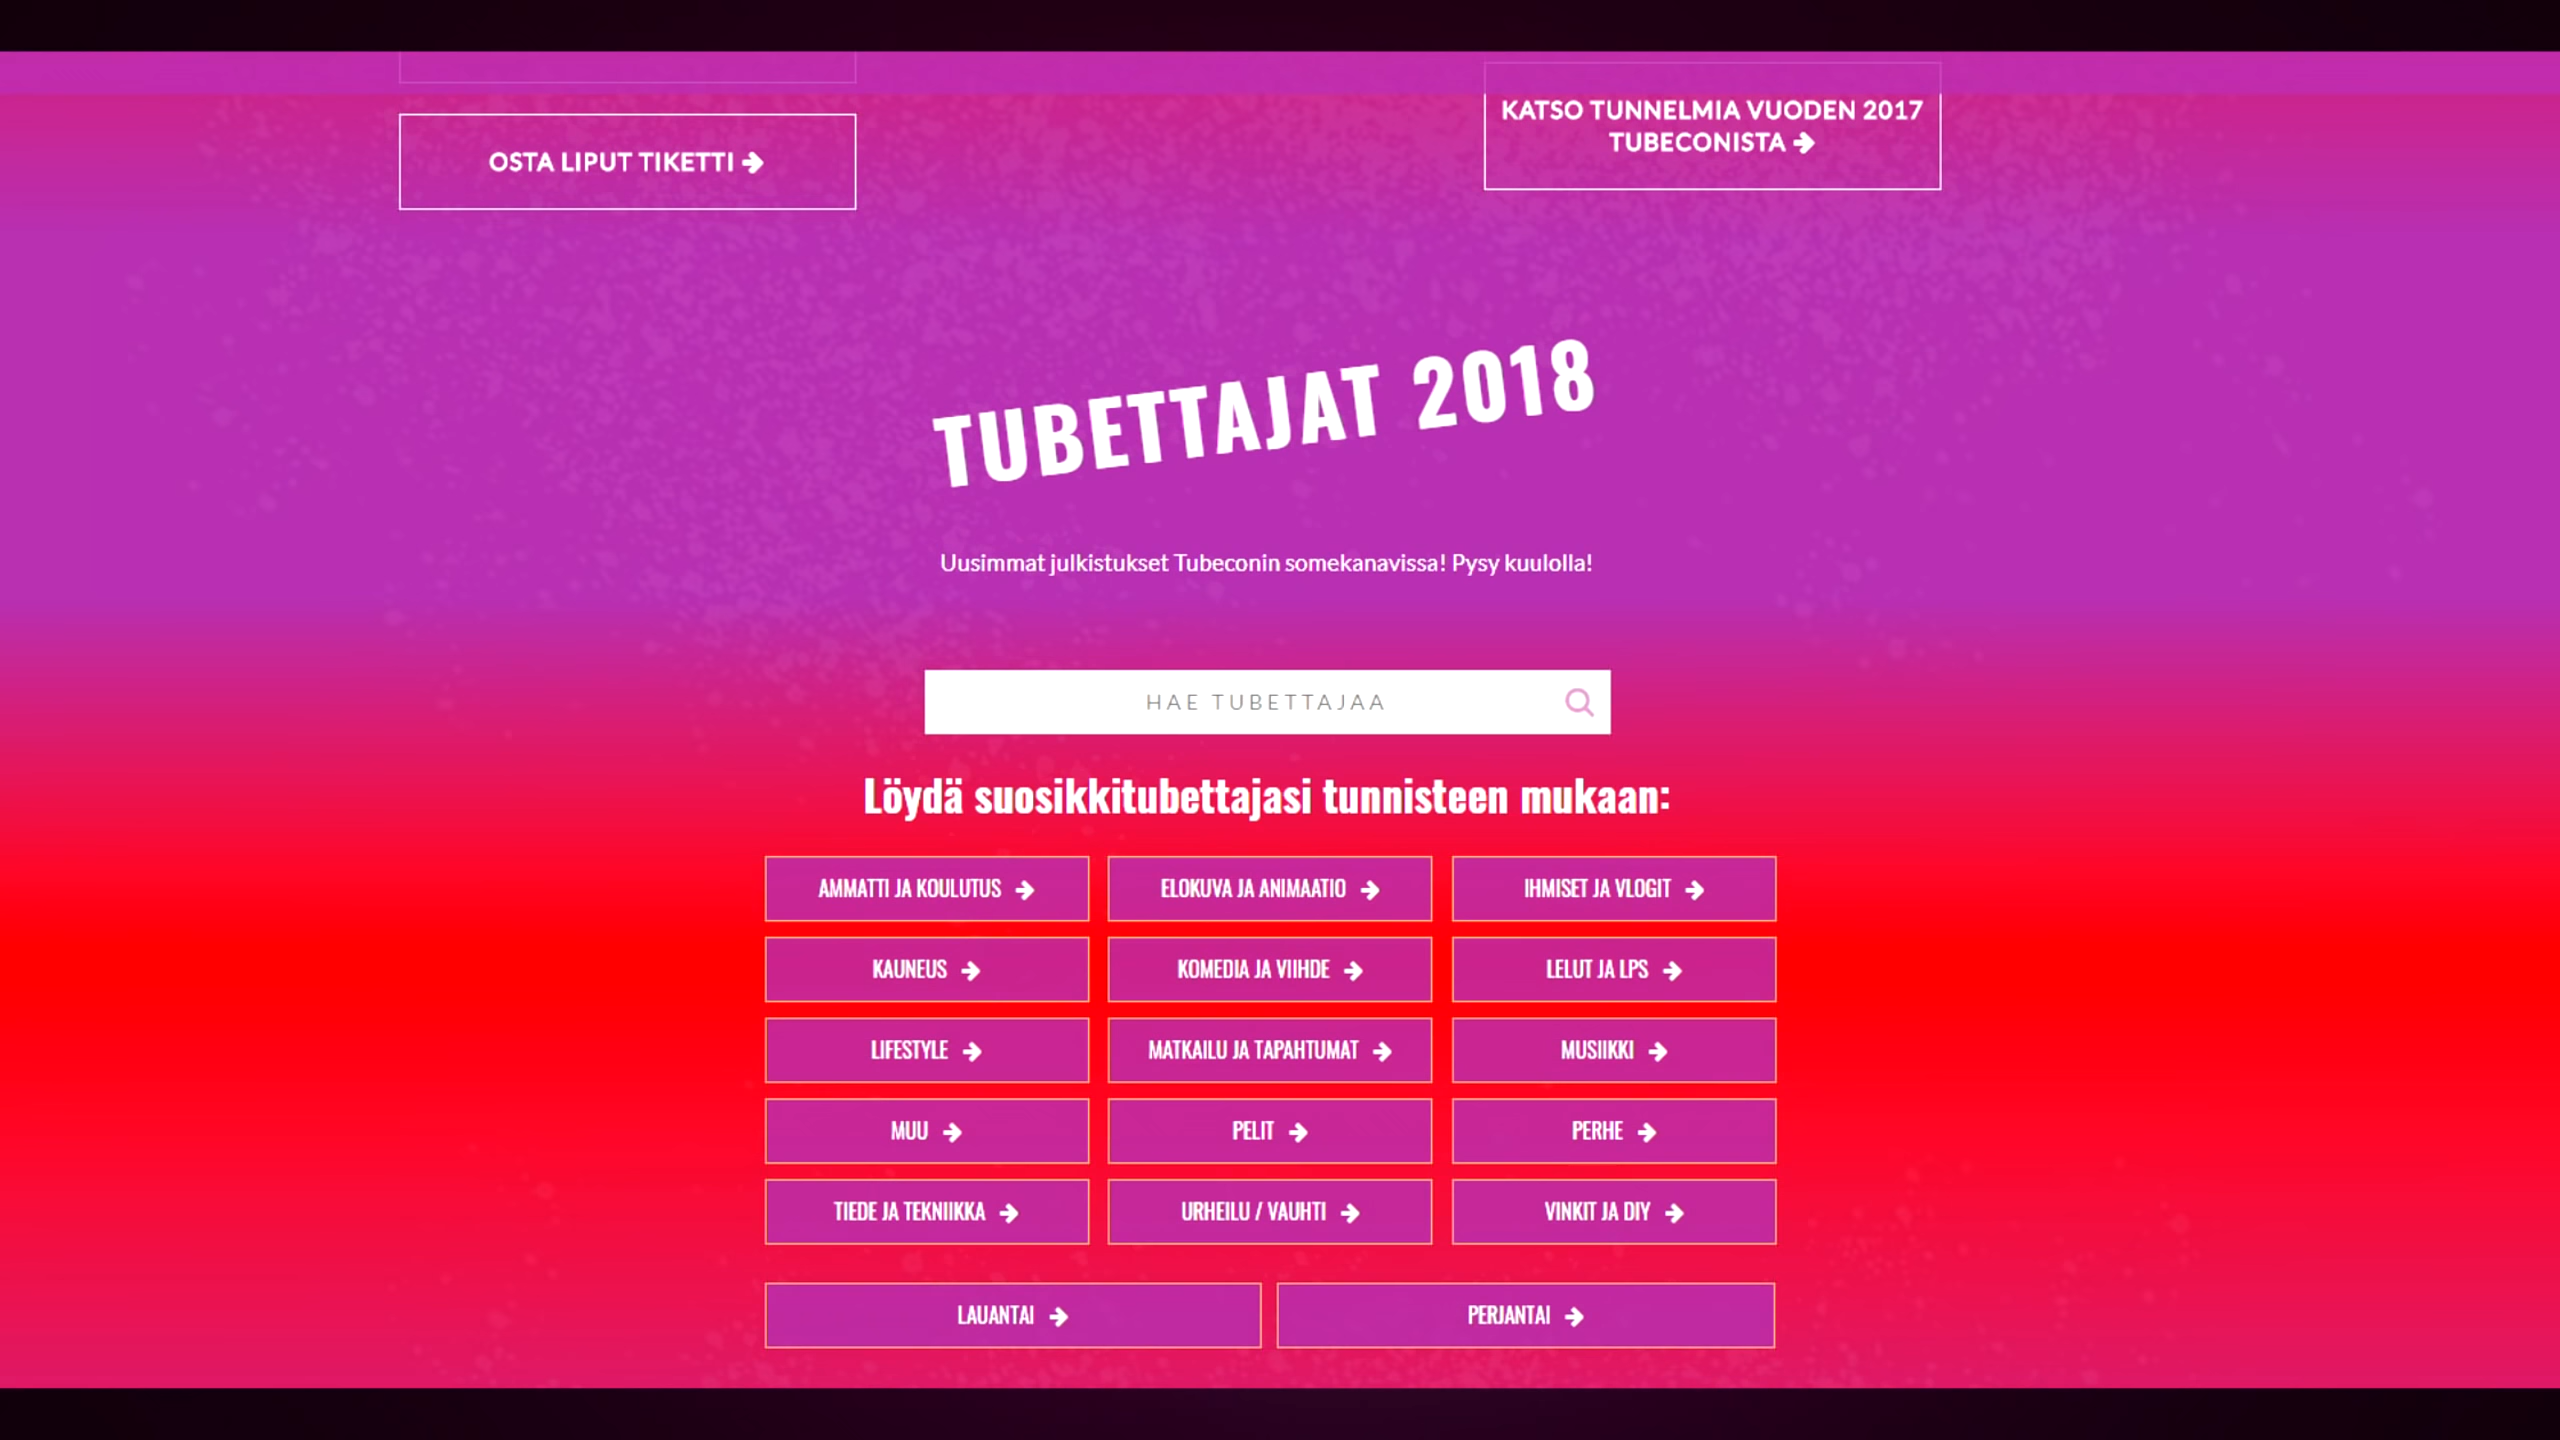 OSTA LIPUT TIKETTI
KATSO TUNNELMIA VUODEN 2017
TUBECONISTA
TUBETTAJAT 2018
Uusimmat julkistukset Tubeconin somekanavissa! Pysy kuulolla!
HAE TUBETTAJAA
Löydä suosikkitubettajasi tunnisteen mukaan:
AMMATTI JA KOULUTUS
ELOKUVA JA ANIMAATIO
IHMISET JA VLOGIT
KAUNEUS
KOMEDIA JA VIIHDE
LELUT JA LPS
LIFESTYLE
MATKAILU JA TAPAHTUMAT
MUSIIKKI
MUU
PELIT
PERHE
TIEDE JA TEKNIIKKA
URHEILU / VAUHTI
VINKIT JA DIY
LAUANTAI
PERJANTAI